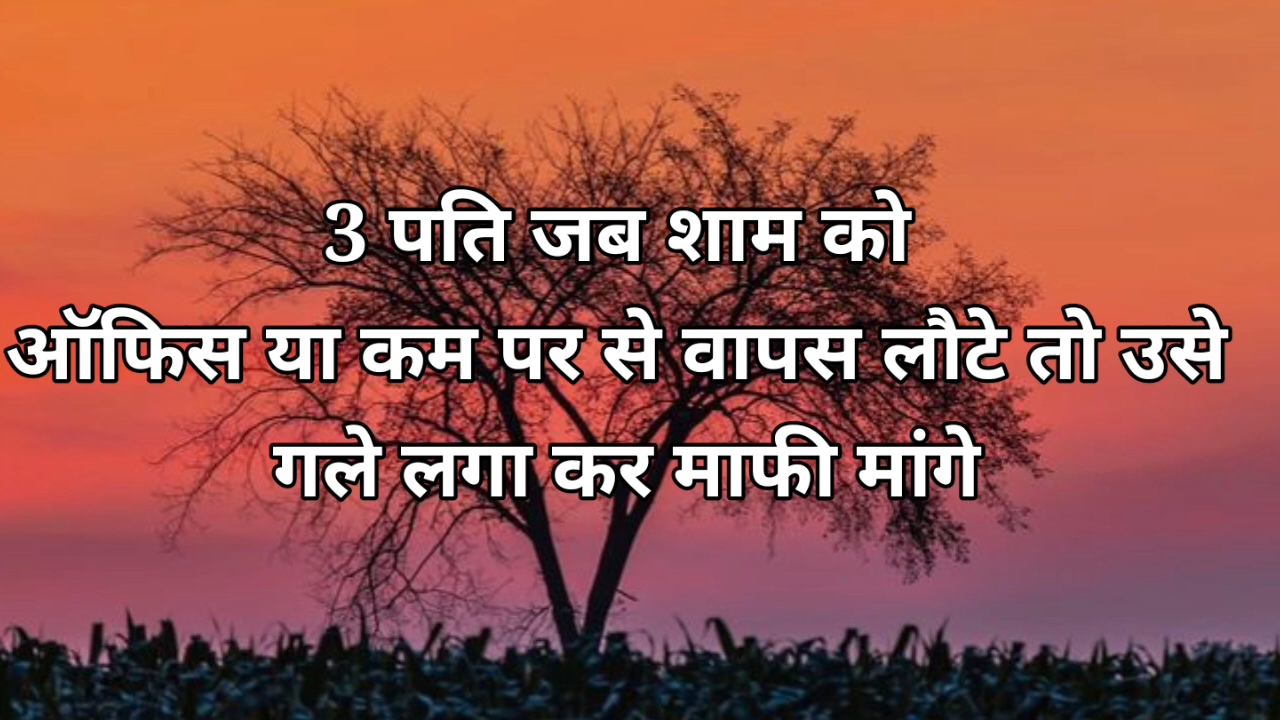 3 पति जब शाम को
ऑफिस या कम पर से वापस लौटे तो उसे
गले लगा कर माफी मांगे